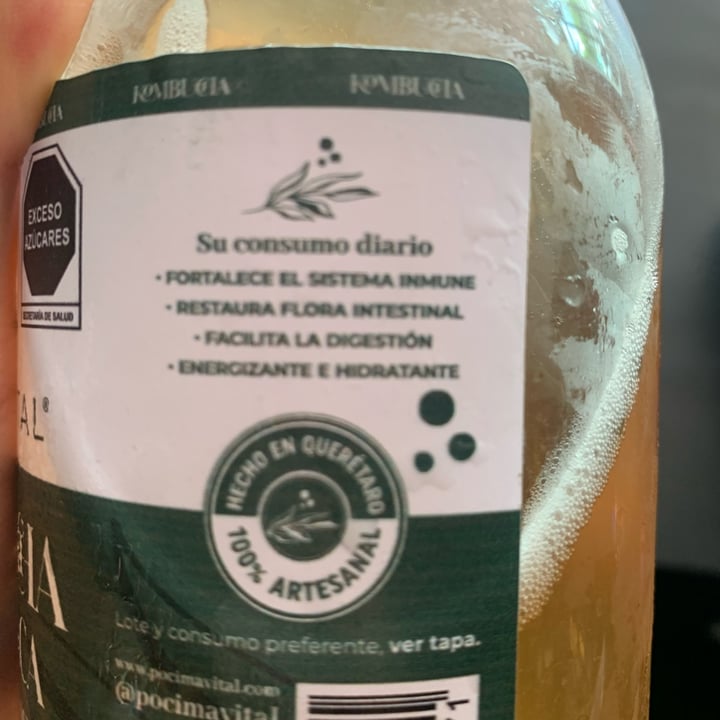 KOMBUCHA KOMBUCHA
EXCESO
AZÚCARES
SECRETARÍA DE SALUD
Su consumo diario
• FORTALECE EL SISTEMA INMUNE
• RESTAURA FLORA INTESTINAL
• FACILITA LA DIGESTIÓN
• ENERGIZANTE E HIDRATANTE
TAL®
HECHO EN QUERÉTARO
100% ARTESANAL
Lote y consumo preferente, ver tapa.
www.pocimavital.com
@pocimavital